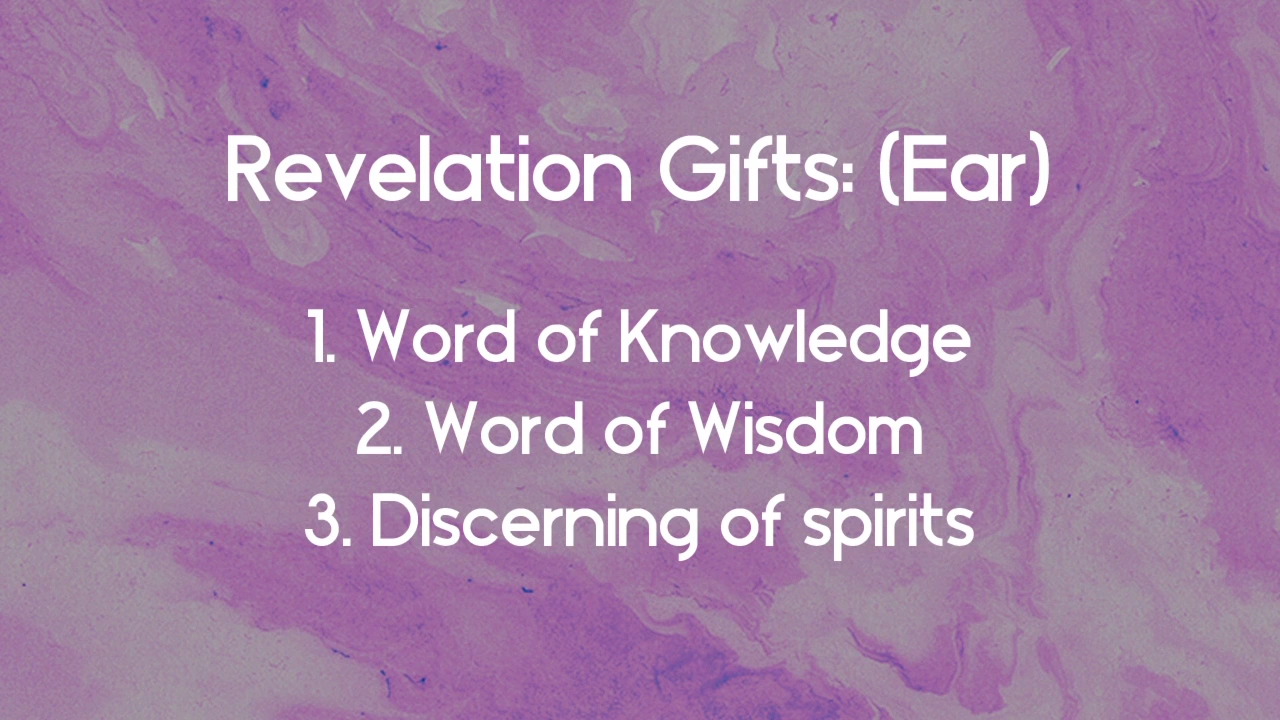 Revelation Gifts: (Ear)
1. Word of Knowledge
2. Word of Wisdom
3. Discerning of spirits